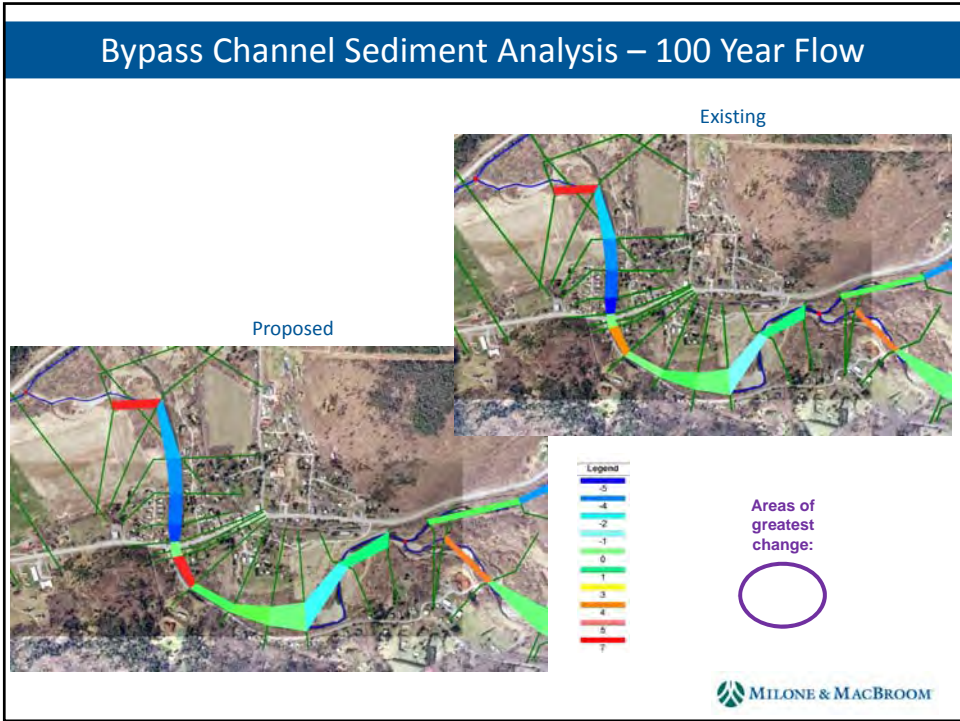 Bypass Channel Sediment Analysis – 100 Year Flow
Existing
Proposed
Legend
-5
-4
-2
-1
0
1
3
4
5
7
Areas of
greatest
change:
MILONE & MACBROOM